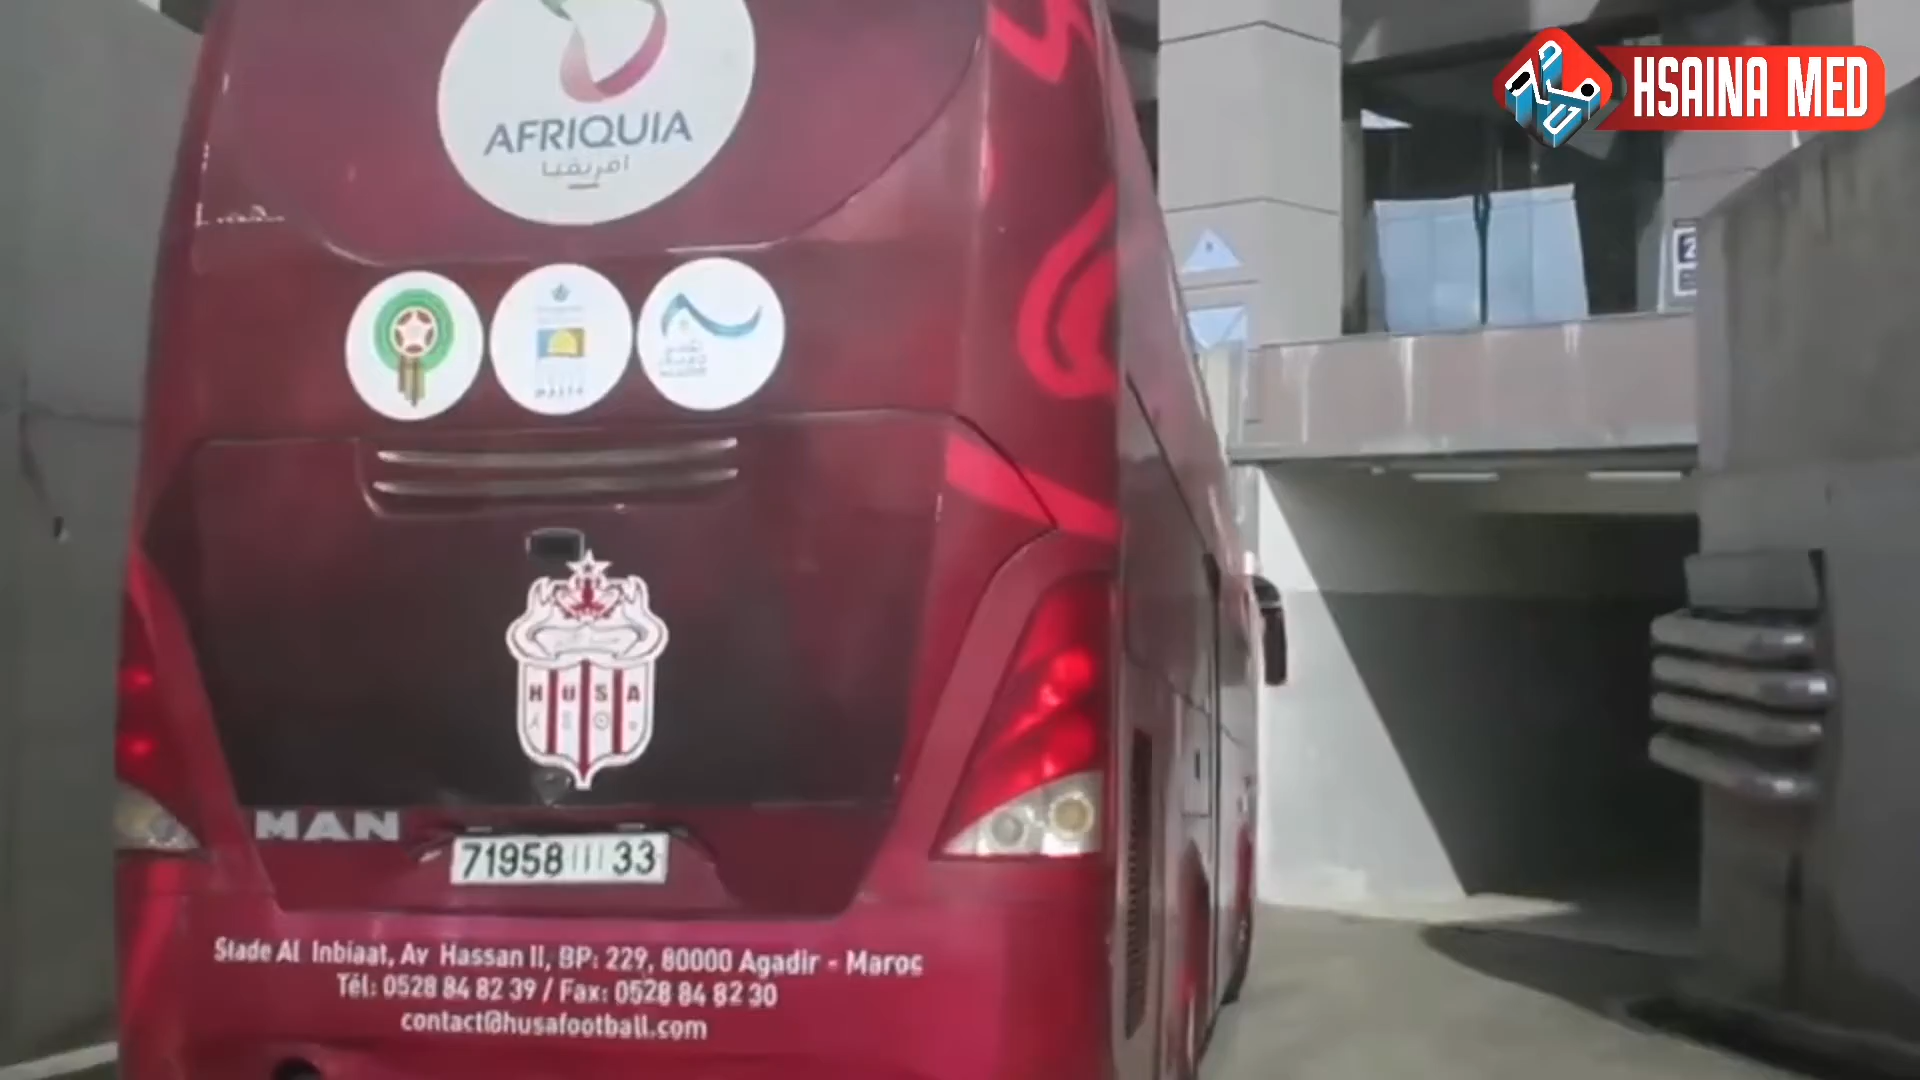 HSAINA MED
AFRIQUIA
افريقيا
HUSA
MAN
71958 33
Stade Al Inbiaat, Av Hassan II, BP: 229, 80000 Agadir - Maroc
Tél: 0528 84 82 39 / Fax: 0528 84 82 30
contact@husafootball.com